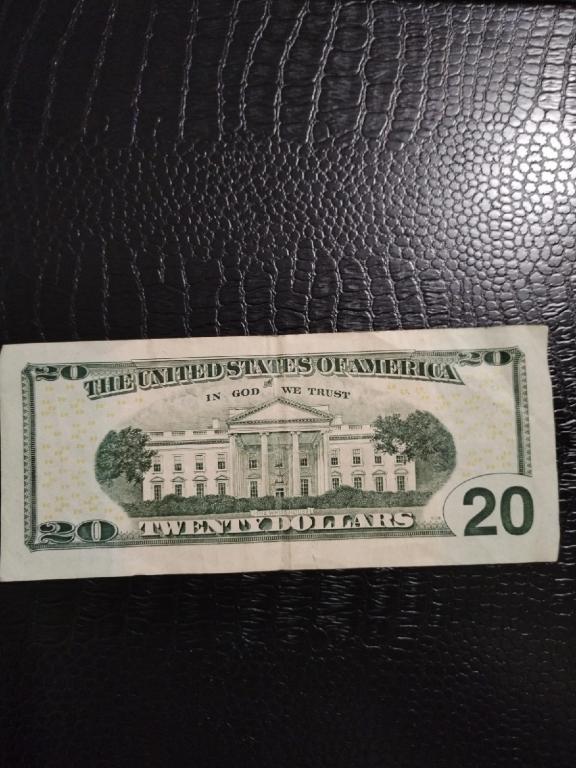 20 20
THE UNITED STATES OF AMERICA
IN GOD WE TRUST
20 TWENTY DOLLARS 20